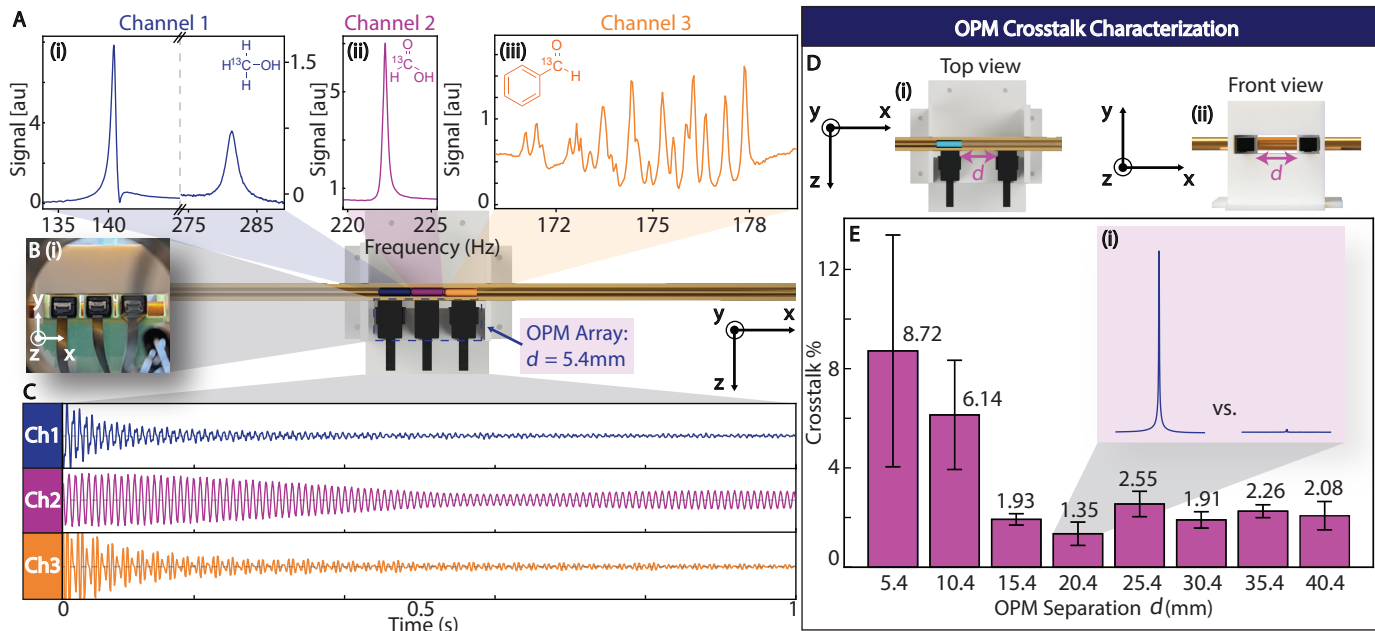 A
Channel 1
Channel 2
Channel 3
(i)
H
H¹³C–OH
H
Signal [au]
4
0
1.5
0
135
140
275
285
(ii)
O
¹³C
H
OH
Signal [au]
5
1
220
225
(iii)
O
¹³C
H
Signal [au]
1
0
172
175
178
Frequency (Hz)
B (i)
y
z
x
OPM Array:
d = 5.4mm
y
x
z
C
Ch1
Ch2
Ch3
0
0.5
1
Time (s)
OPM Crosstalk Characterization
D
Top view
(i)
y
x
z
d
Front view
(ii)
y
z
x
d
E
(i)
vs.
Crosstalk %
12
8
4
0
8.72
6.14
1.93
1.35
2.55
1.91
2.26
2.08
5.4
10.4
15.4
20.4
25.4
30.4
35.4
40.4
OPM Separation d (mm)